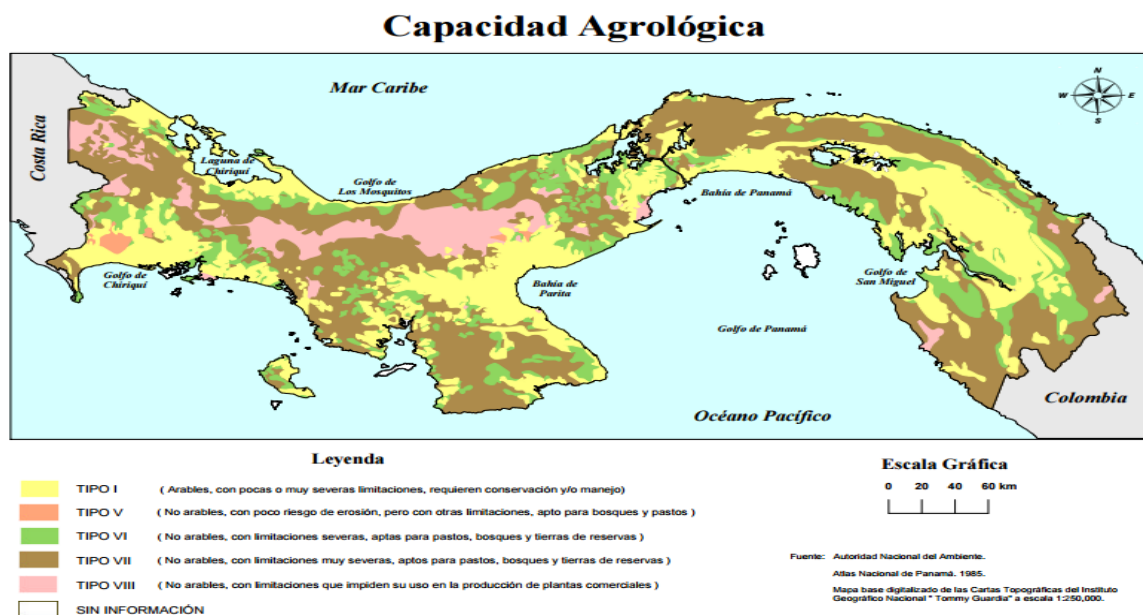 Capacidad Agrológica
Mar Caribe
N
W E
S
Costa Rica
Laguna de
Chiriquí
Golfo de
Los Mosquitos
Bahía de Panamá
Golfo de
Chiriquí
Bahía de
Parita
Golfo de
San Miguel
Golfo de Panamá
Colombia
Océano Pacífico
Leyenda
TIPO I ( Arables, con pocas o muy severas limitaciones, requieren conservación y/o manejo)
TIPO V ( No arables, con poco riesgo de erosión, pero con otras limitaciones, apto para bosques y pastos)
TIPO VI ( No arables, con limitaciones severas, aptas para pastos, bosques y tierras de reservas )
TIPO VII ( No arables, con limitaciones muy severas, aptos para pastos, bosques y tierras de reservas )
TIPO VIII ( No arables, con limitaciones que impiden su uso en la producción de plantas comerciales )
SIN INFORMACIÓN
Escala Gráfica
0 20 40 60 km
Fuente: Autoridad Nacional del Ambiente.
Atlas Nacional de Panamá. 1985.
Mapa base digitalizado de las Cartas Topográficas del Instituto
Geográfico Nacional " Tommy Guardia" a escala 1:250,000.